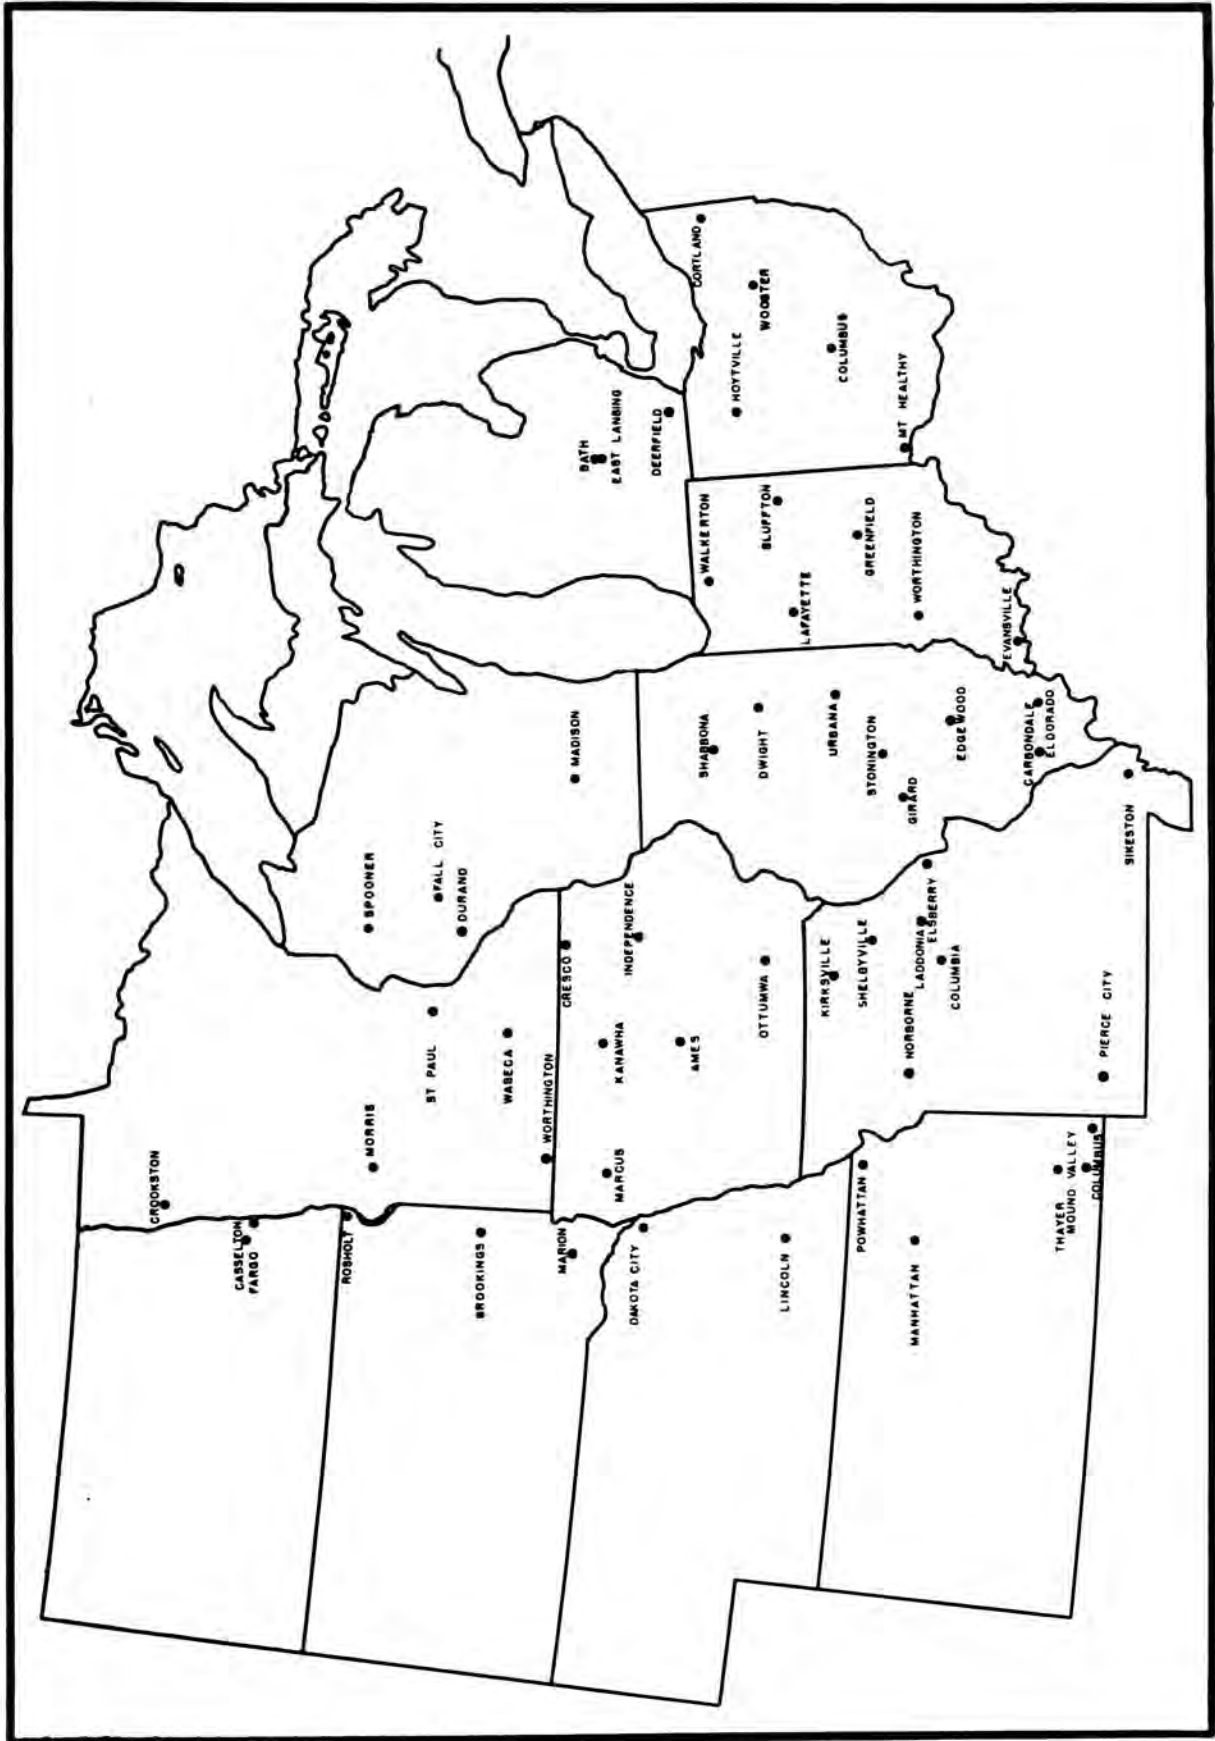 CROOKSTON
CASSELTON
FARGO
MORRIS
ROSHOLT
ST PAUL
BROOKINGS
WASECA
WORTHINGTON
MARION
SPOONER
FALL CITY
DURAND
MADISON
BATH
EAST LANSING
DEERFIELD
CRESCO
INDEPENDENCE
KANAWHA
MARCUS
AMES
OTTUMWA
DAKOTA CITY
LINCOLN
SHABBONA
DWIGHT
URBANA
STONINGTON
GIRARD
EDGEWOOD
CARBONDALE
ELDORADO
WALKERTON
BLUFFTON
LAFAYETTE
GREENFIELD
WORTHINGTON
EVANSVILLE
CORTLAND
WOOSTER
HOYTVILLE
COLUMBUS
MT HEALTHY
KIRKSVILLE
SHELBYVILLE
NORBORNE
LADDONIA
ELSBERRY
COLUMBIA
SIKESTON
PIERCE CITY
POWHATTAN
MANHATTAN
THAYER
MOUND VALLEY
COLUMBUS